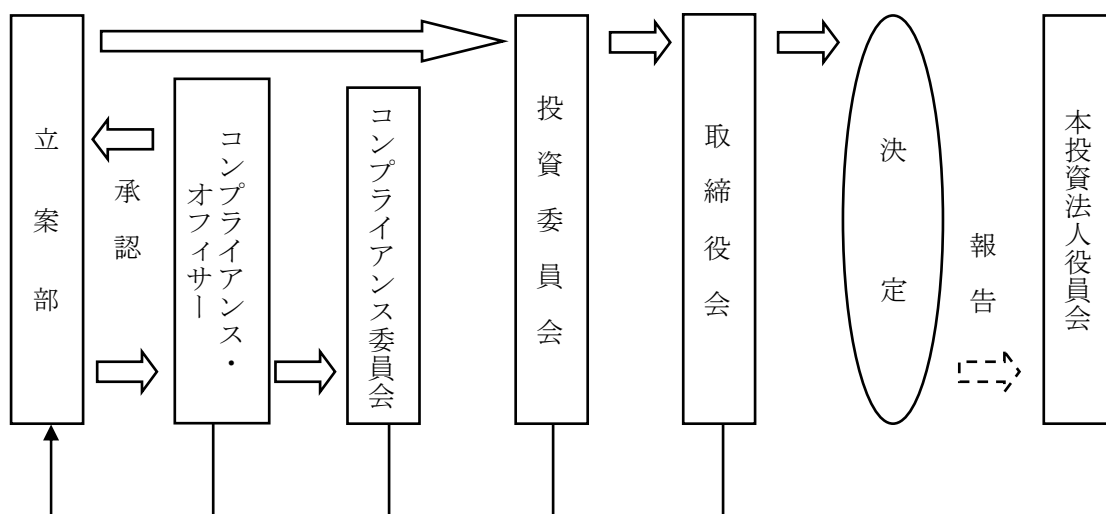 立案部
承認
コンプライアンス・
オフィサー
コンプライアンス委員会
投資委員会
取締役会
決定
報告
本投資法人役員会